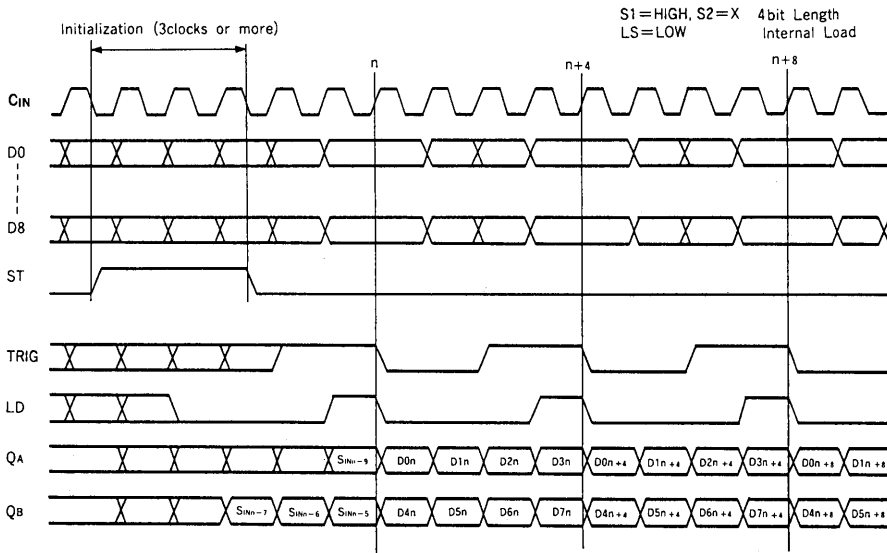 S1=HIGH, S2=X 4bit Length
LS=LOW Internal Load
Initialization (3clocks or more)
n
n+4
n+8
CIN
D0
D8
ST
TRIG
LD
QA
SINn-9 D0n D1n D2n D3n D0n+4 D1n+4 D2n+4 D3n+4 D0n+8 D1n+8
QB
SINn-7 SINn-6 SINn-5 D4n D5n D6n D7n D4n+4 D5n+4 D6n+4 D7n+4 D4n+8 D5n+8